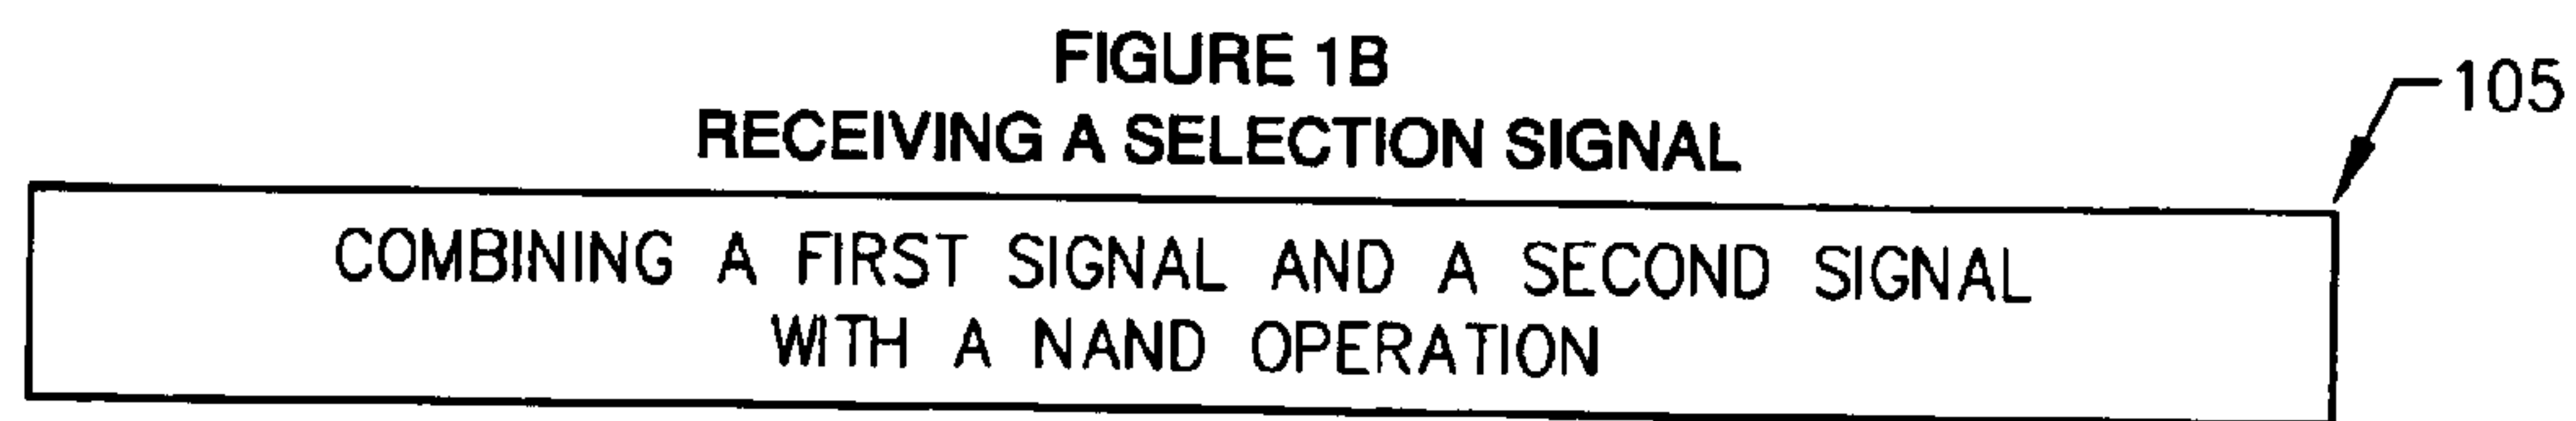 FIGURE 1B
RECEIVING A SELECTION SIGNAL
105
COMBINING A FIRST SIGNAL AND A SECOND SIGNAL
WITH A NAND OPERATION